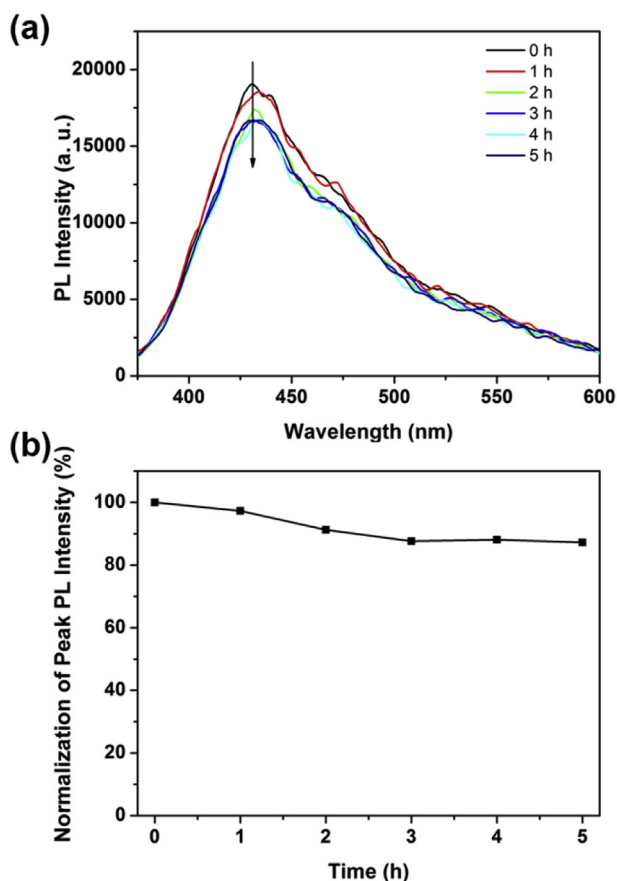 (a)
0 h
1 h
2 h
3 h
4 h
5 h
20000
15000
10000
5000
0
PL Intensity (a. u.)
400 450 500 550 600
Wavelength (nm)
(b)
100
80
60
40
20
0
Normalization of Peak PL Intensity (%)
0 1 2 3 4 5
Time (h)